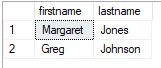 firstname lastname
1 Margaret Jones
2 Greg Johnson